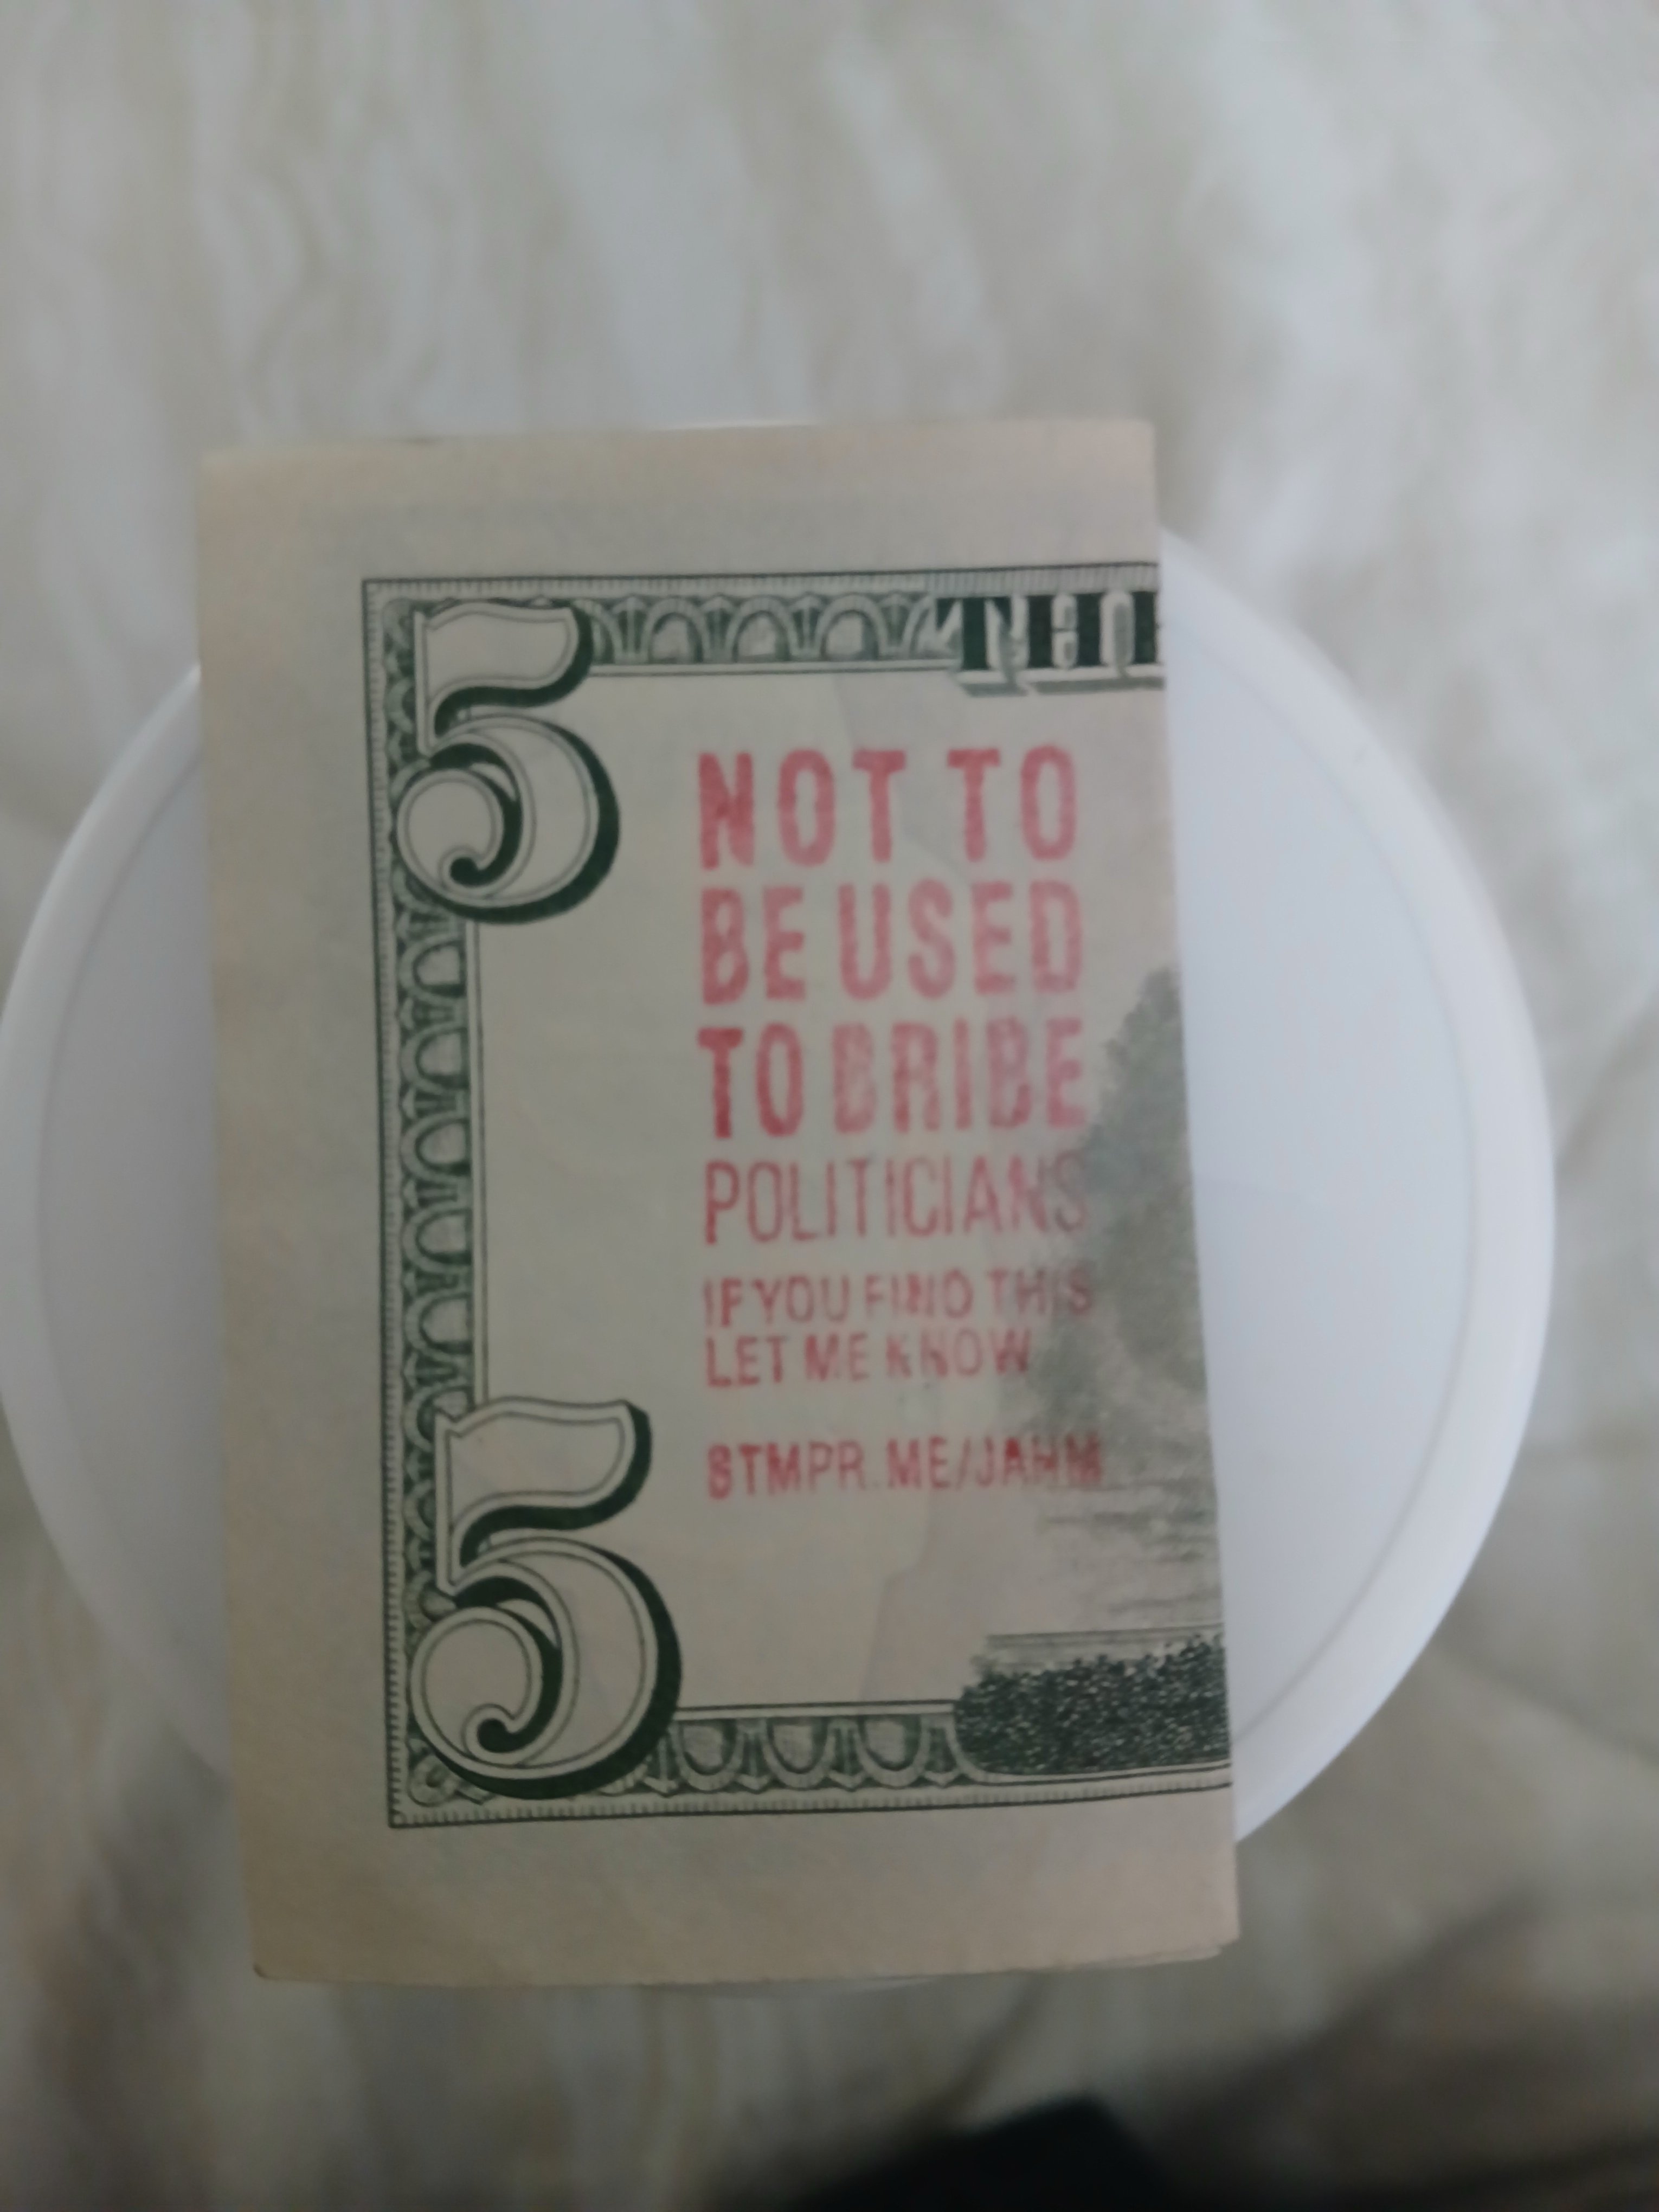 5 THE
NOT TO
BE USED
TO BRIBE
POLITICIANS
IF YOU FIND THIS
LET ME KNOW
STMPR.ME/JAHM
5